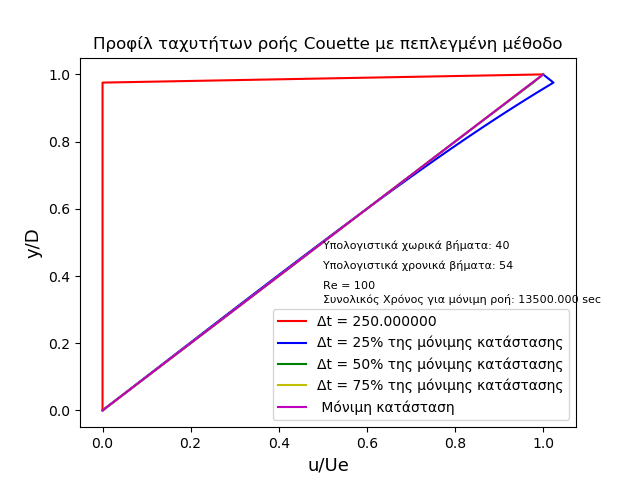 Προφίλ ταχυτήτων ροής Couette με πεπλεγμένη μέθοδο
1.0
0.8
0.6
0.4
0.2
0.0
y/D
Υπολογιστικά χωρικά βήματα: 40
Υπολογιστικά χρονικά βήματα: 54
Re = 100
Συνολικός Χρόνος για μόνιμη ροή: 13500.000 sec
Δt = 250.000000
Δt = 25% της μόνιμης κατάστασης
Δt = 50% της μόνιμης κατάστασης
Δt = 75% της μόνιμης κατάστασης
Μόνιμη κατάσταση
0.0 0.2 0.4 0.6 0.8 1.0
u/Ue